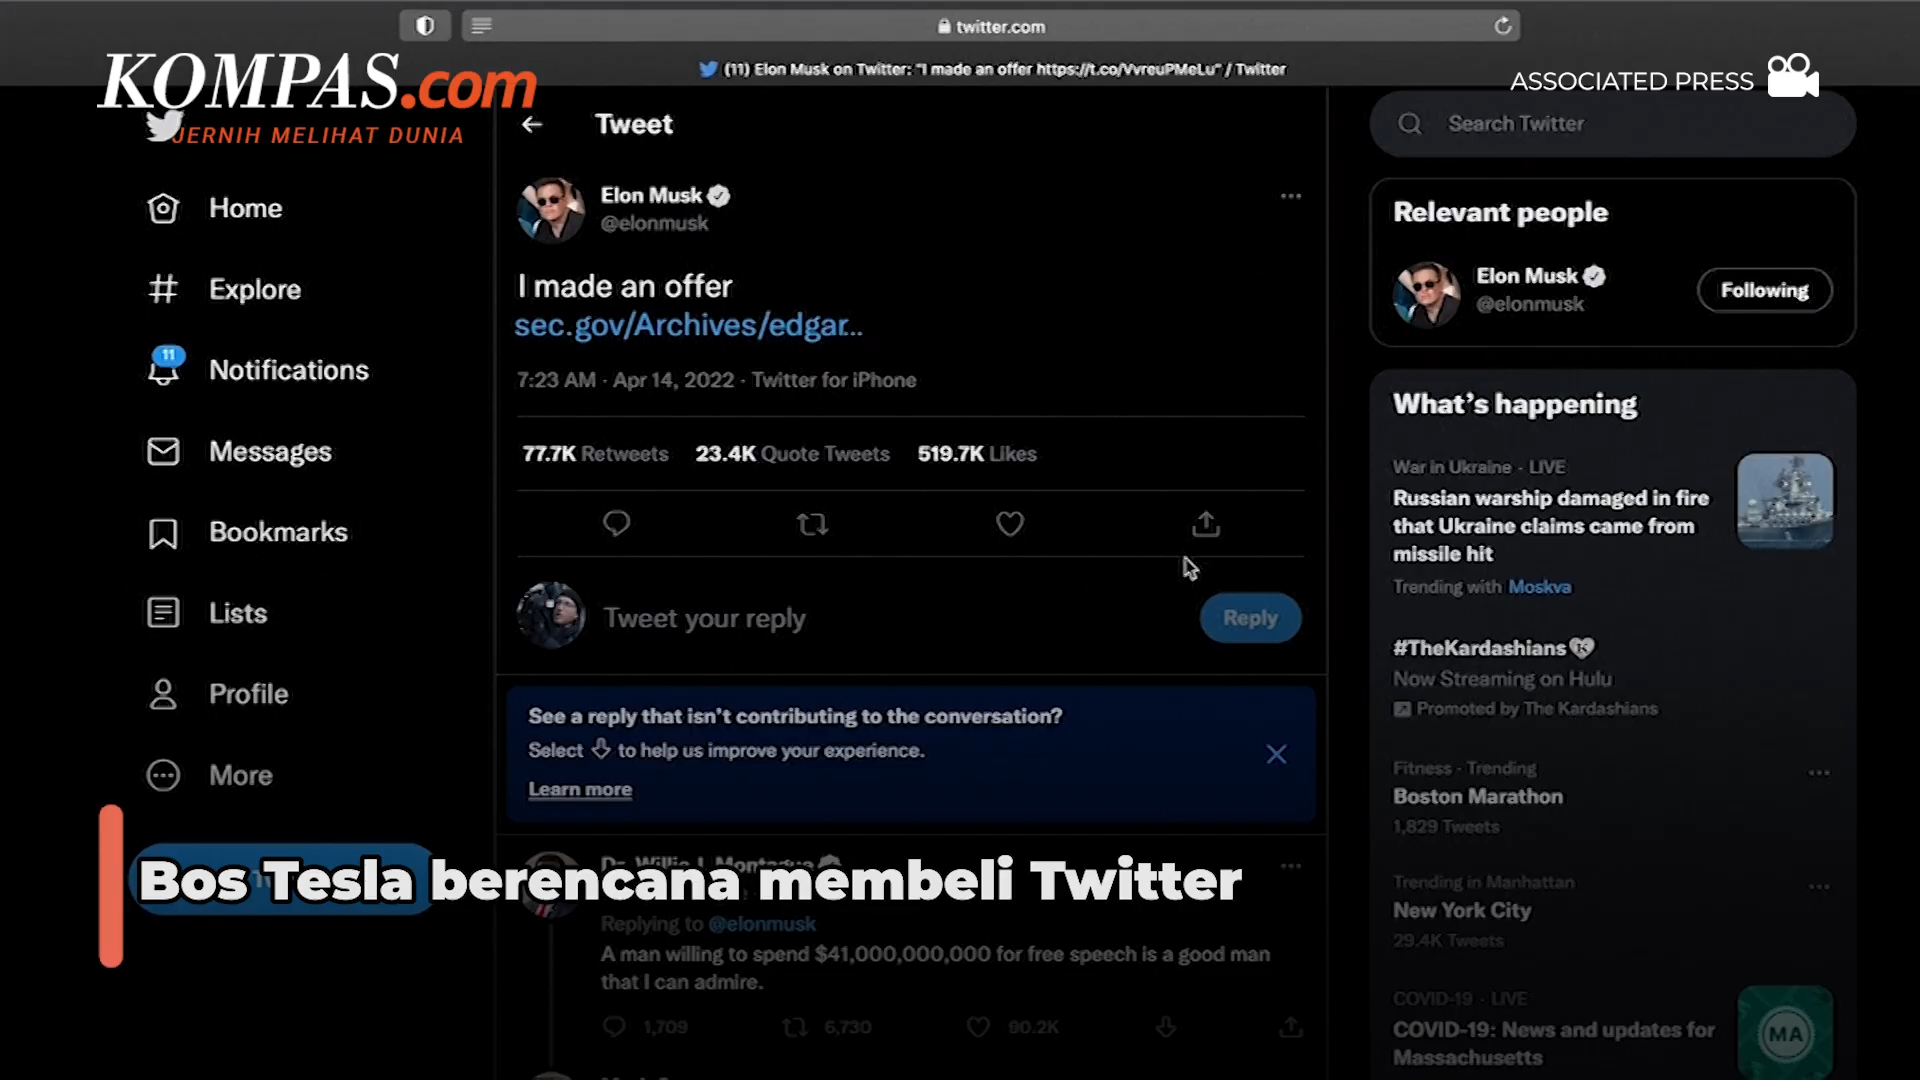 twitter.com
(11) Elon Musk on Twitter: "I made an offer https://t.co/VvreuPMeLu" / Twitter
KOMPAS.com
JERNIH MELIHAT DUNIA
ASSOCIATED PRESS
Home
Explore
11
Notifications
Messages
Bookmarks
Lists
Profile
More
Tweet
Elon Musk
@elonmusk
I made an offer
sec.gov/Archives/edgar...
7:23 AM · Apr 14, 2022 · Twitter for iPhone
77.7K Retweets 23.4K Quote Tweets 519.7K Likes
Tweet your reply
Reply
See a reply that isn't contributing to the conversation?
Select to help us improve your experience.
Learn more
Dr. Willie J. Montague
Bos Tesla berencana membeli Twitter
Replying to @elonmusk
A man willing to spend $41,000,000,000 for free speech is a good man
that I can admire.
1,709 6,730 90.2K
Search Twitter
Relevant people
Elon Musk
@elonmusk
Following
What's happening
War in Ukraine · LIVE
Russian warship damaged in fire
that Ukraine claims came from
missile hit
Trending with Moskva
#TheKardashians
Now Streaming on Hulu
Promoted by The Kardashians
Fitness · Trending
Boston Marathon
1,829 Tweets
Trending in Manhattan
New York City
29.4K Tweets
COVID-19 · LIVE
COVID-19: News and updates for
Massachusetts
MA